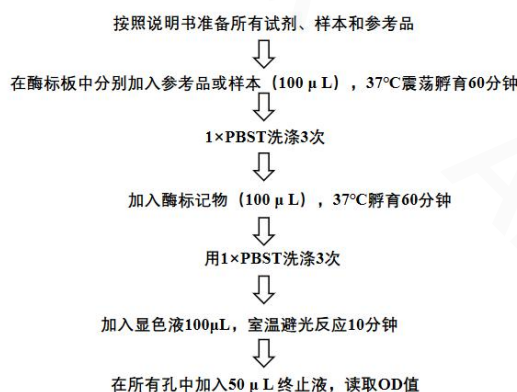 按照说明书准备所有试剂、样本和参考品
在酶标板中分别加入参考品或样本（100 μ L），37°C震荡孵育60分钟
1×PBST洗涤3次
加入酶标记物（100 μ L），37°C孵育60分钟
用1×PBST洗涤3次
加入显色液100μL，室温避光反应10分钟
在所有孔中加入50 μ L 终止液，读取OD值